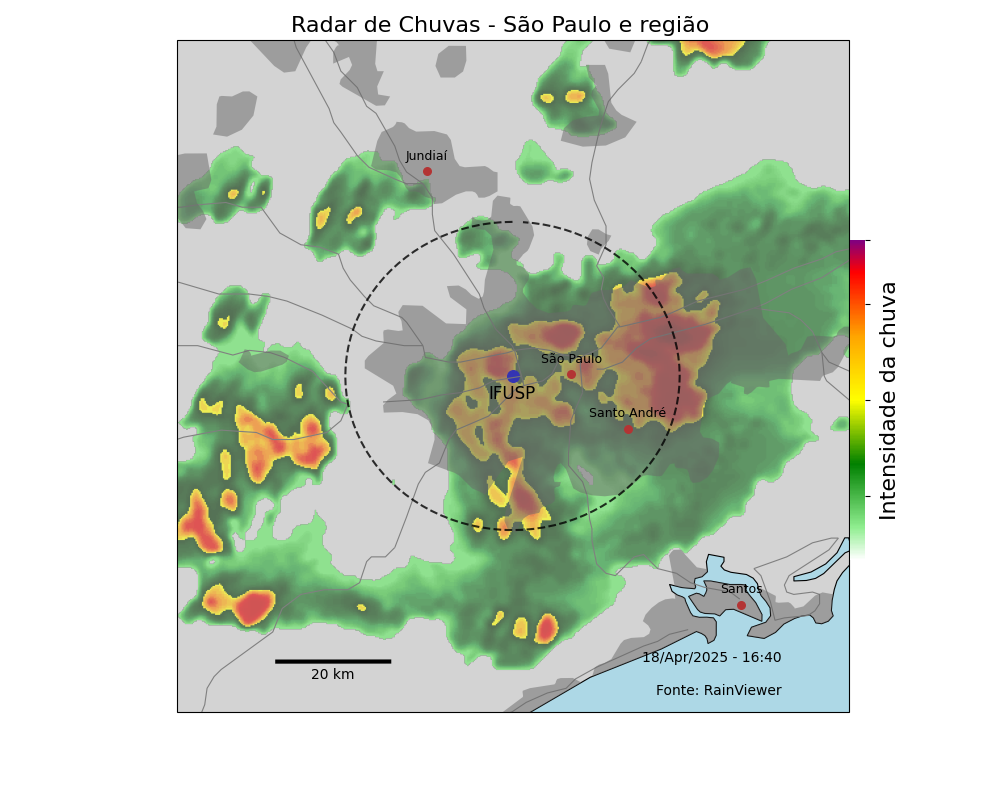 Radar de Chuvas - São Paulo e região
Jundiaí
São Paulo
IFUSP
Santo André
Santos
18/Apr/2025 - 16:40
20 km
Fonte: RainViewer
Intensidade da chuva